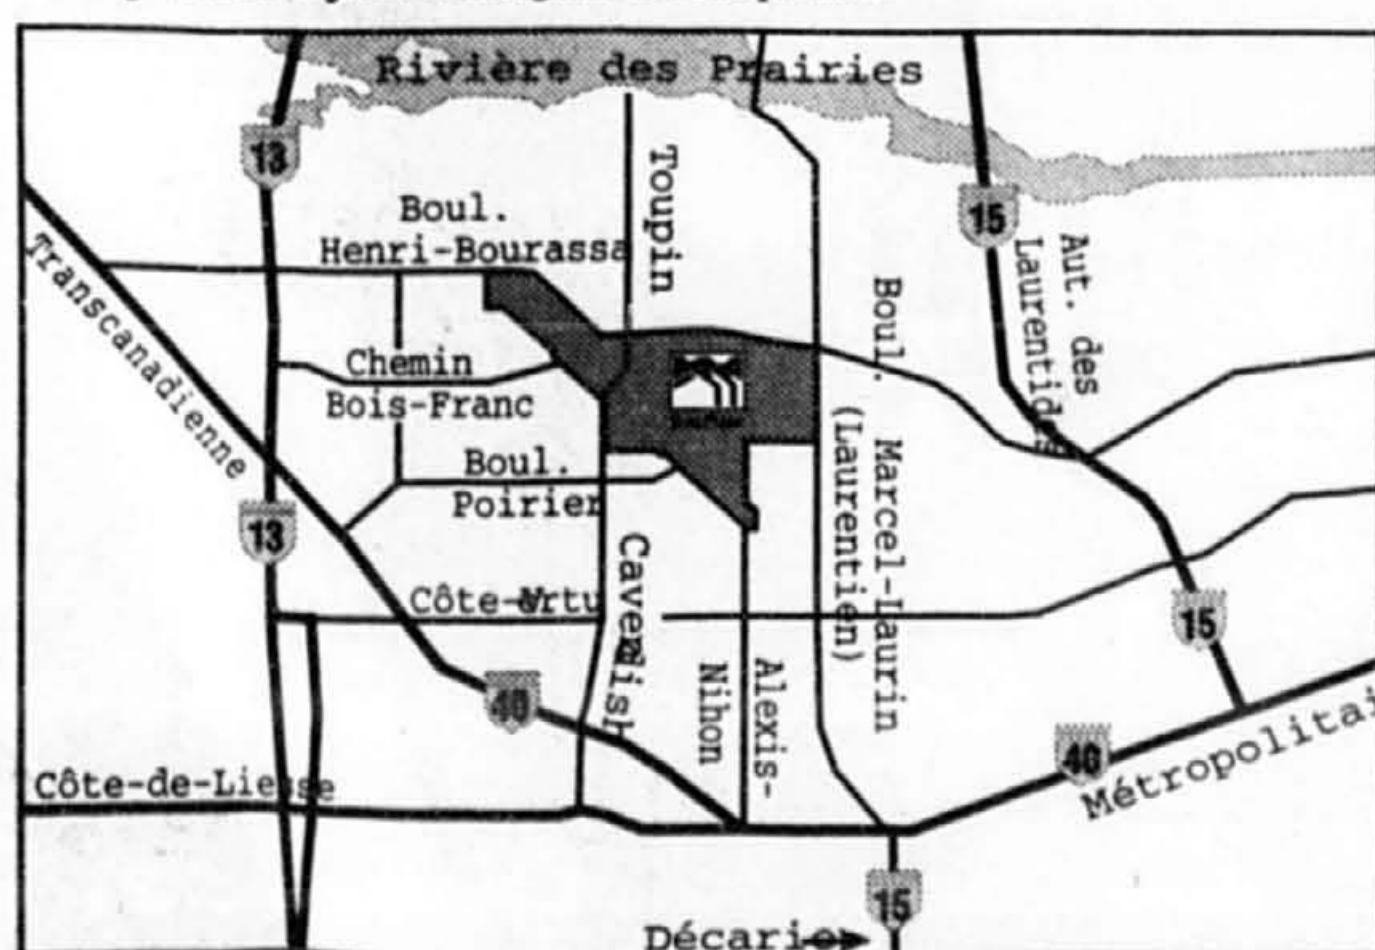 Rivière des Prairies
13
Toupin
15
Boul.
Henri-Bourassa
Transcanadienne
Aut. des
Laurentides
Boul. Marcel-Laurin
(Laurentien)
Chemin
Bois-Franc
Boul.
Poirier
13
Cavendish
Côte-Vertu
15
Alexis-
Nihon
40
40
Métropolitai
Côte-de-Liesse
15
Décarie